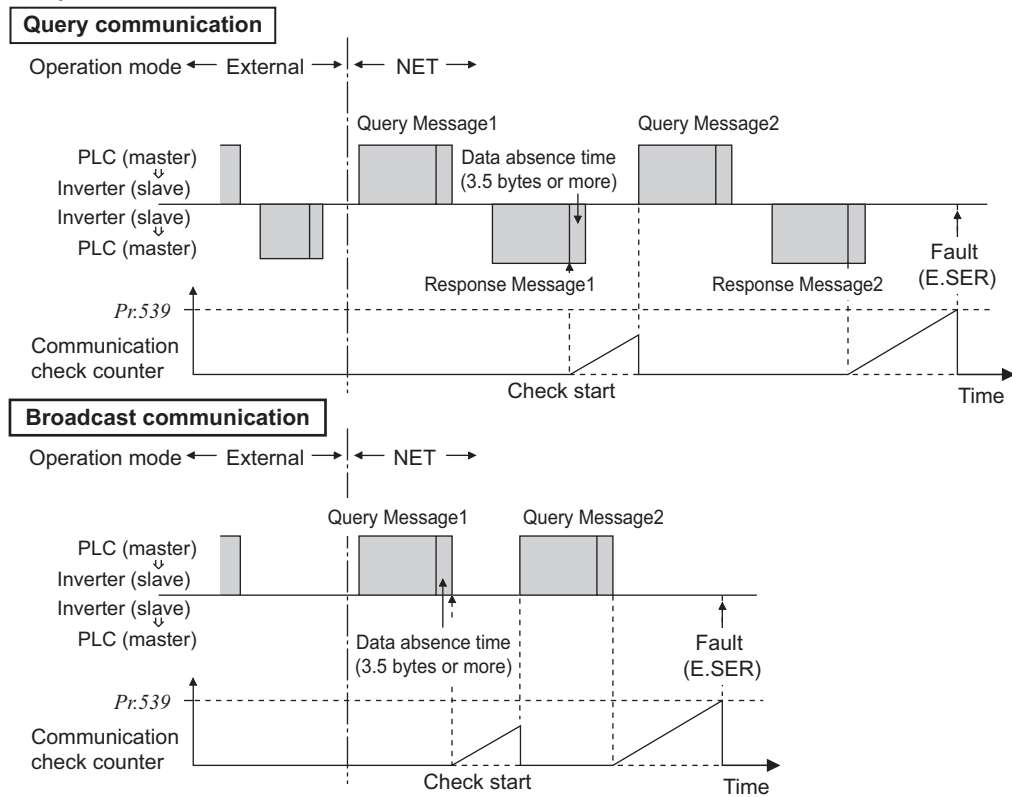 Query communication
Operation mode External NET
Query Message1 Query Message2
PLC (master)
Data absence time
(3.5 bytes or more)
Inverter (slave)
Inverter (slave)
PLC (master)
Fault
(E.SER)
Response Message1 Response Message2
Pr.539
Communication
check counter
Check start
Time
Broadcast communication
Operation mode External NET
Query Message1 Query Message2
PLC (master)
Inverter (slave)
Inverter (slave)
PLC (master)
Data absence time
(3.5 bytes or more)
Fault
(E.SER)
Pr.539
Communication
check counter
Check start
Time